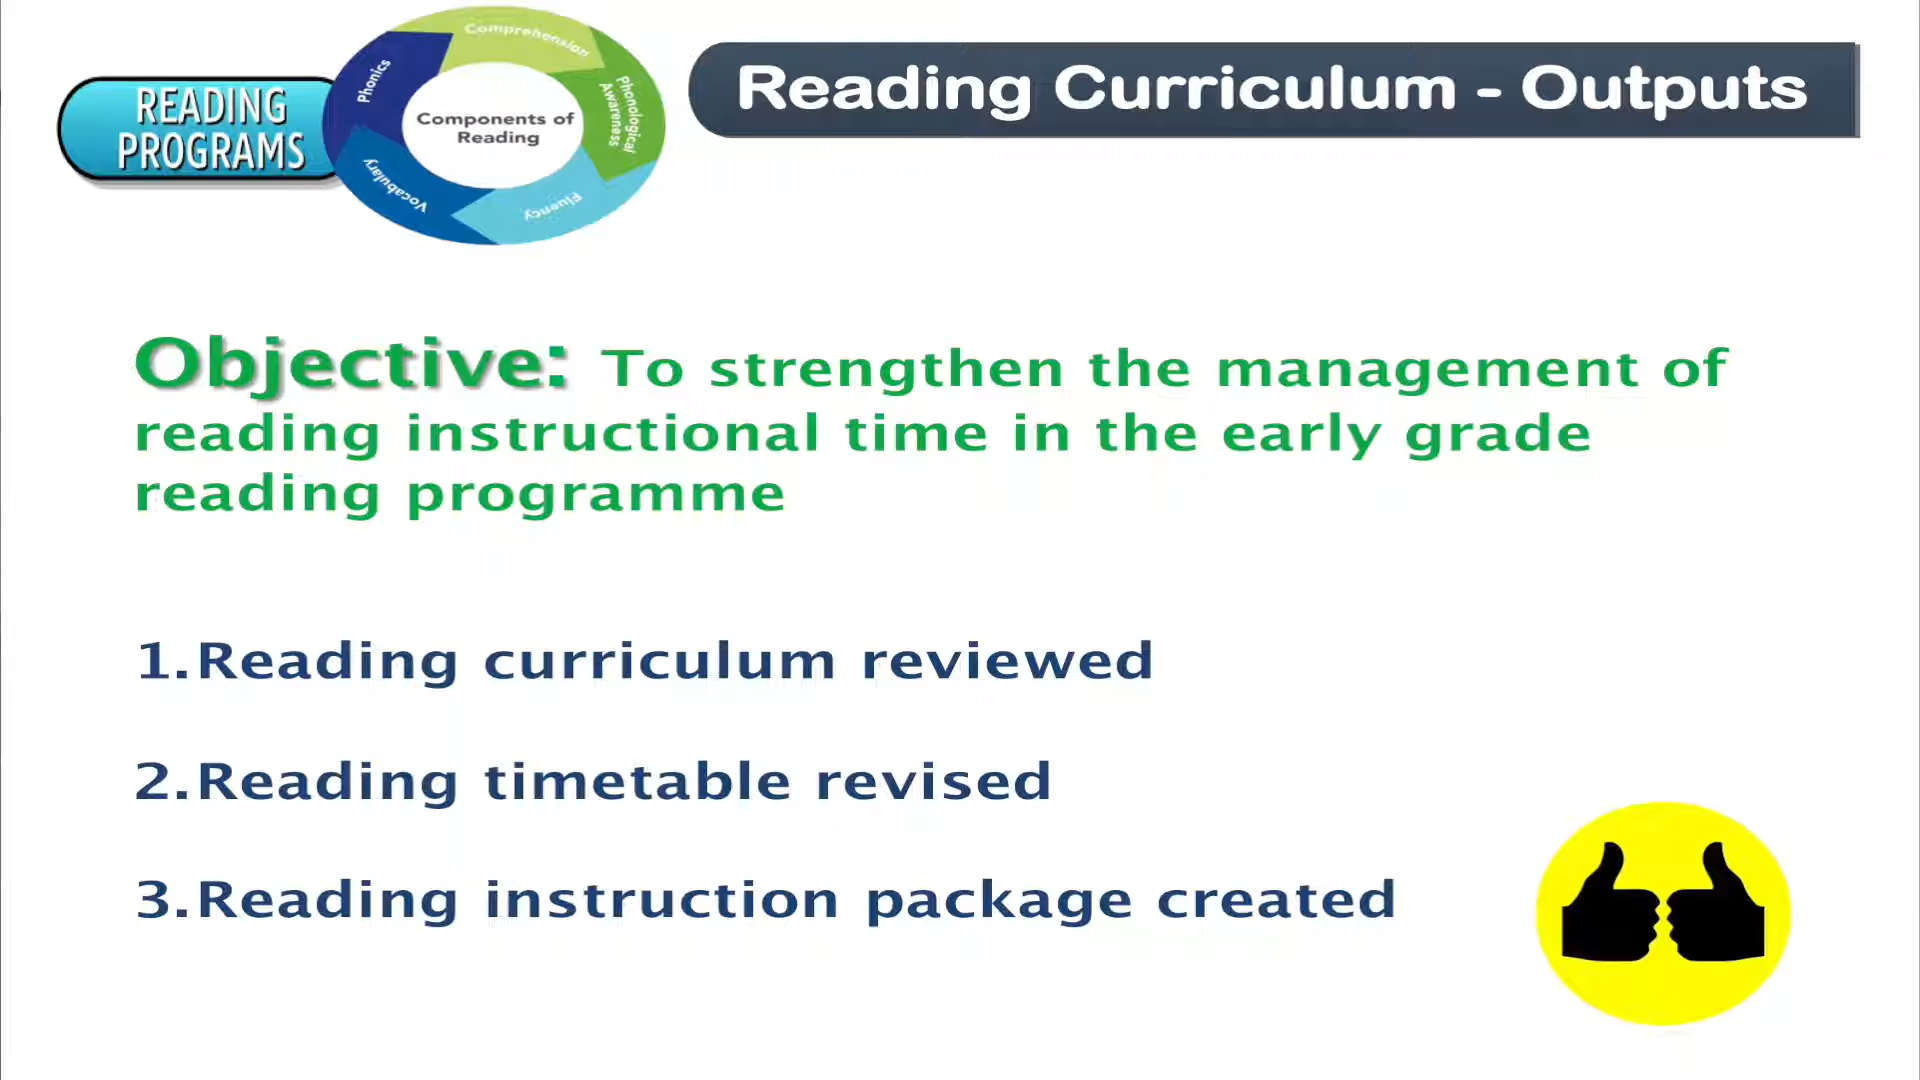 READING
PROGRAMS
Comprehension
Phonics
Phonological
Awareness
Components of
Reading
Vocabulary
Fluency
Reading Curriculum - Outputs
Objective: To strengthen the management of
reading instructional time in the early grade
reading programme
1.Reading curriculum reviewed
2.Reading timetable revised
3.Reading instruction package created